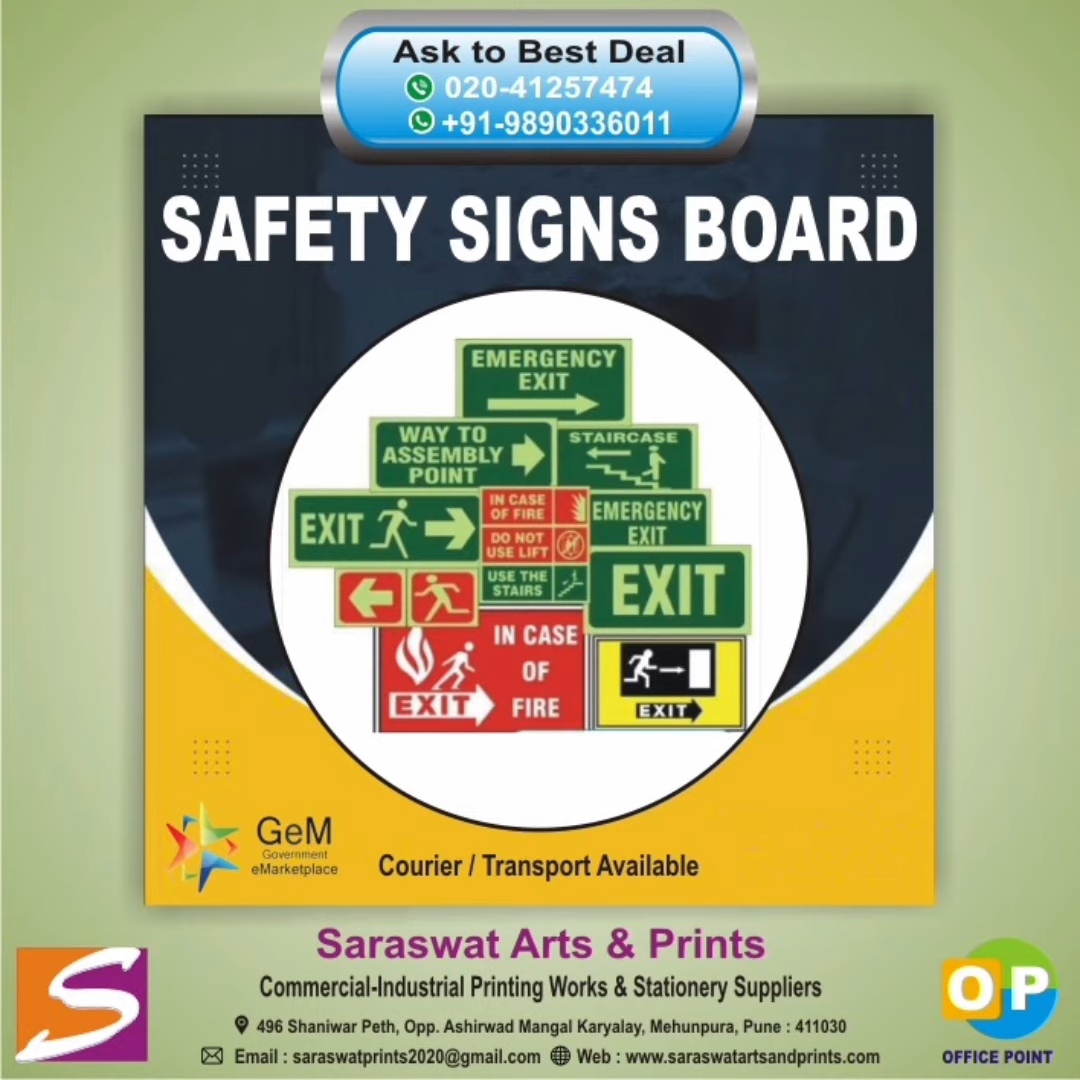 Ask to Best Deal
020-41257474
+91-9890336011
SAFETY SIGNS BOARD
EMERGENCY
EXIT
WAY TO
ASSEMBLY
POINT
STAIRCASE
EXIT
IN CASE
OF FIRE
DO NOT
USE LIFT
USE THE
STAIRS
EMERGENCY
EXIT
EXIT
IN CASE
OF
FIRE
EXIT
EXIT
GeM
Government
eMarketplace
Courier / Transport Available
S
Saraswat Arts & Prints
Commercial-Industrial Printing Works & Stationery Suppliers
496 Shaniwar Peth, Opp. Ashirwad Mangal Karyalay, Mehunpura, Pune : 411030
Email : saraswatprints2020@gmail.com Web : www.saraswatartsandprints.com
OP
OFFICE POINT